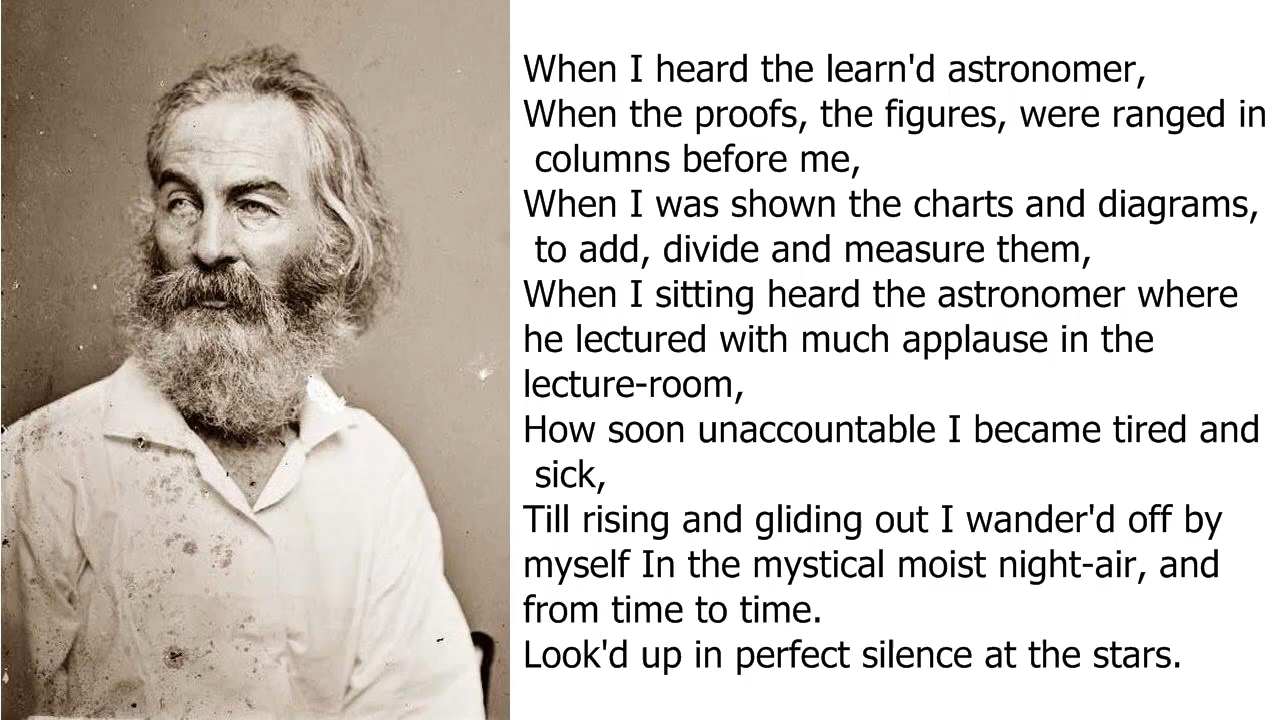 When I heard the learn'd astronomer,
When the proofs, the figures, were ranged in
columns before me,
When I was shown the charts and diagrams,
to add, divide and measure them,
When I sitting heard the astronomer where
he lectured with much applause in the
lecture-room,
How soon unaccountable I became tired and
sick,
Till rising and gliding out I wander'd off by
myself In the mystical moist night-air, and
from time to time.
Look'd up in perfect silence at the stars.